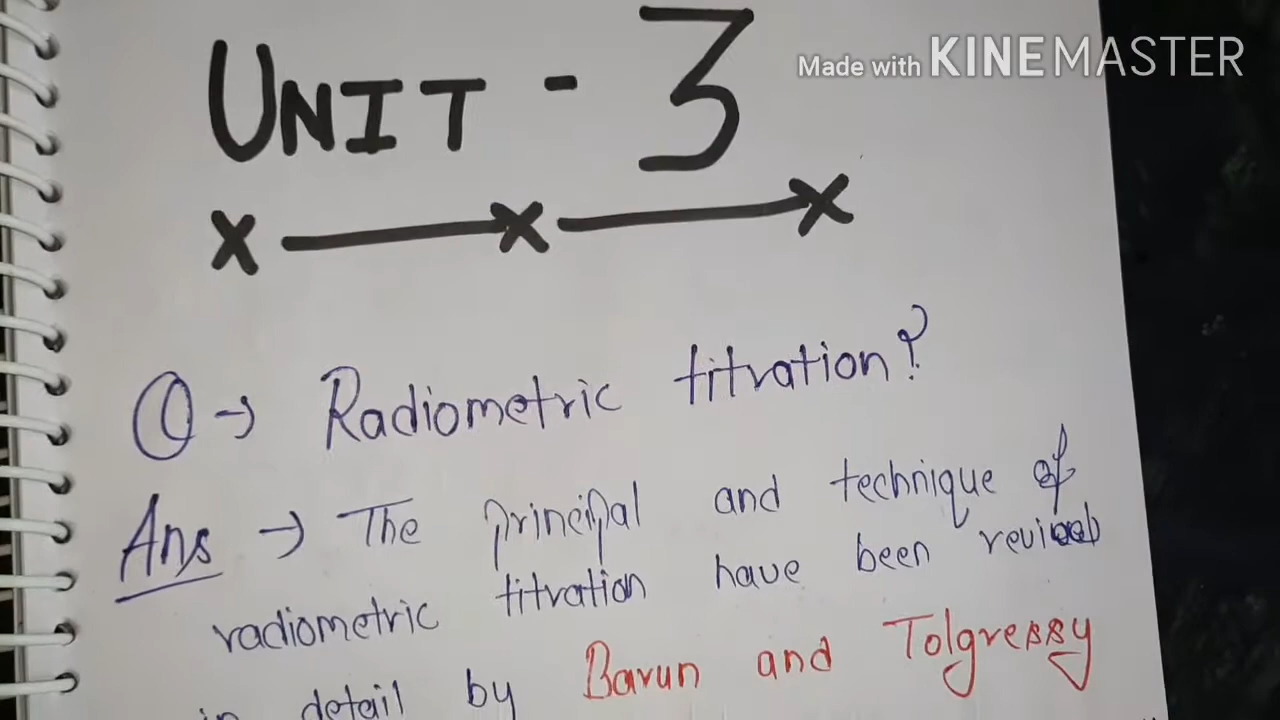 UNIT - 3
Made with KINEMASTER
x → x → x
Q → Radiometric titration?
Ans → The principal and technique of
radiometric titration have been
in detail by Barun and Tolgressy